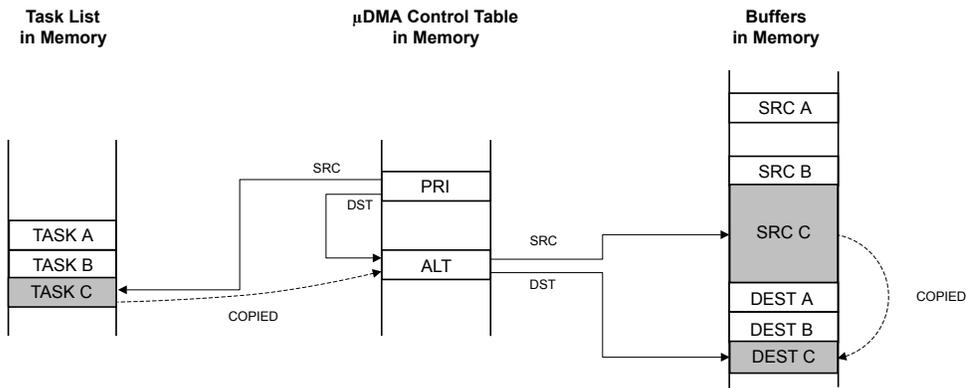 Task List
in Memory
µDMA Control Table
in Memory
Buffers
in Memory
SRC A
SRC B
SRC C
DEST A
DEST B
DEST C
SRC
PRI
DST
TASK A
TASK B
TASK C
ALT
SRC
DST
COPIED
COPIED